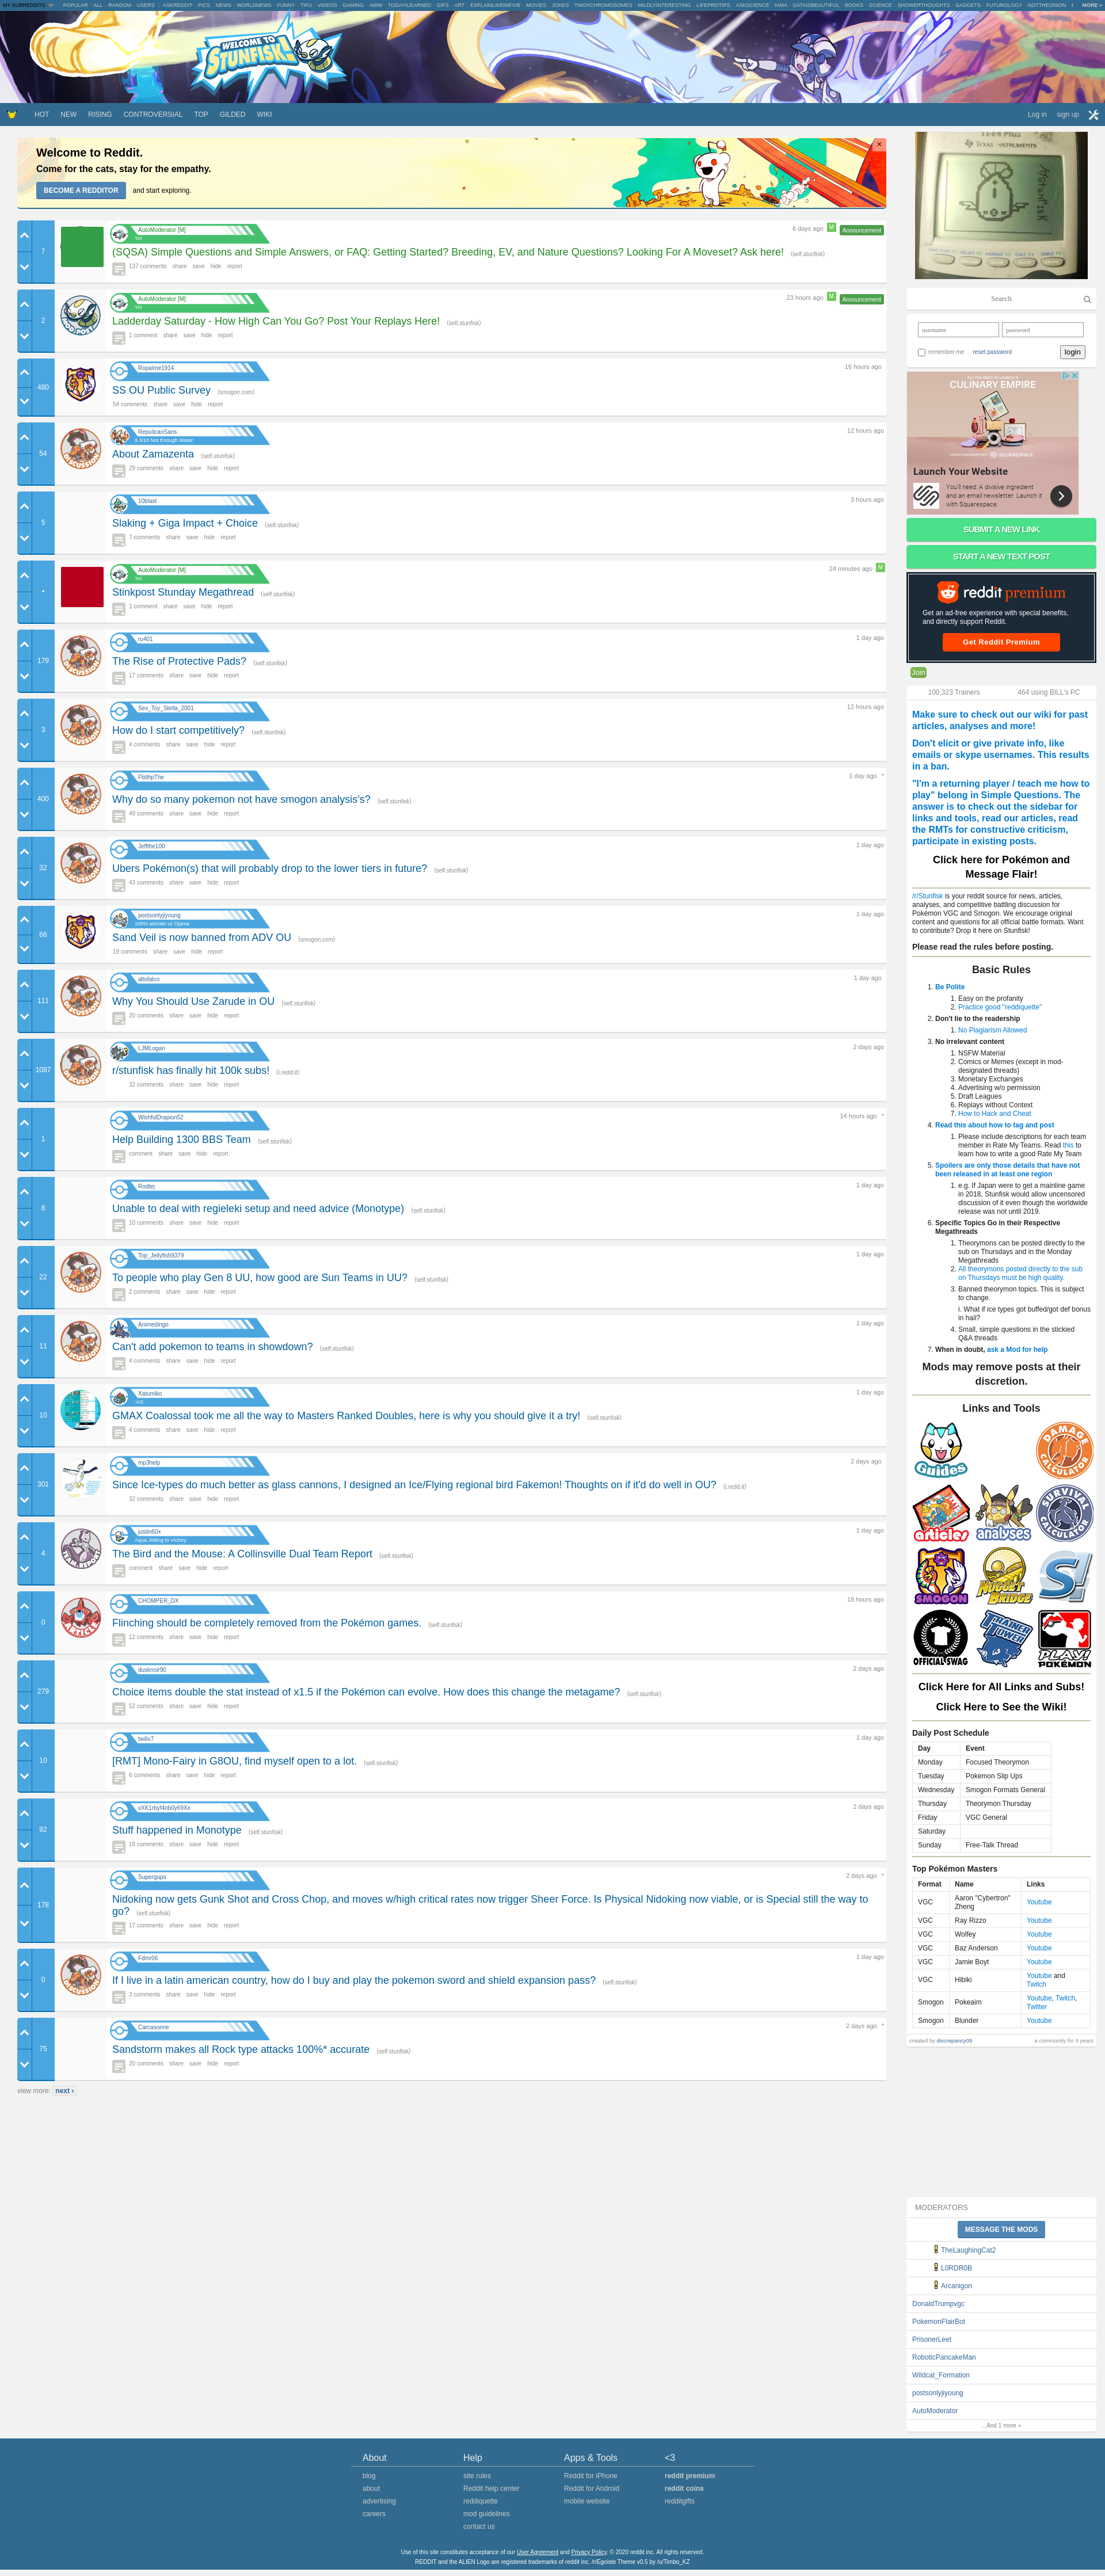 MY SUBREDDITS POPULAR ALL RANDOM USERS | ASKREDDIT PICS NEWS WORLDNEWS FUNNY TIFU VIDEOS GAMING AWW TODAYILEARNED GIFS ART EXPLAINLIKEIMFIVE MOVIES JOKES TWOXCHROMOSOMES MILDLYINTERESTING LIFEPROTIPS ASKSCIENCE IAMA DATAISBEAUTIFUL BOOKS SCIENCE SHOWERTHOUGHTS GADGETS FUTUROLOGY NOTTHEONION MORE »
WELCOME TO
STUNFISK
HOT NEW RISING CONTROVERSIAL TOP GILDED WIKI
Log in sign up
Welcome to Reddit.
Come for the cats, stay for the empathy.
BECOME A REDDITOR and start exploring.
×
7
AutoModerator [M]
Yo!
6 days ago M Announcement
(SQSA) Simple Questions and Simple Answers, or FAQ: Getting Started? Breeding, EV, and Nature Questions? Looking For A Moveset? Ask here! (self.stunfisk)
137 comments share save hide report
2
AutoModerator [M]
Yo!
23 hours ago M Announcement
Ladderday Saturday - How High Can You Go? Post Your Replays Here! (self.stunfisk)
1 comment share save hide report
480
Ropalme1914
16 hours ago
SS OU Public Survey (smogon.com)
54 comments share save hide report
54
RepulicanSans
9.3/10 Not Enough Water
12 hours ago
About Zamazenta (self.stunfisk)
29 comments share save hide report
5
10blast
3 hours ago
Slaking + Giga Impact + Choice (self.stunfisk)
7 comments share save hide report
•
AutoModerator [M]
Yo!
24 minutes ago M
Stinkpost Stunday Megathread (self.stunfisk)
1 comment share save hide report
179
ru401
1 day ago
The Rise of Protective Pads? (self.stunfisk)
17 comments share save hide report
3
Sex_Toy_Stella_2001
12 hours ago
How do I start competitively? (self.stunfisk)
4 comments share save hide report
400
FblthpThe
1 day ago *
Why do so many pokemon not have smogon analysis's? (self.stunfisk)
49 comments share save hide report
32
Jeffthe100
1 day ago
Ubers Pokémon(s) that will probably drop to the lower tiers in future? (self.stunfisk)
43 comments share save hide report
66
postsonlyjiyoung
100% winrate vs Ojama
1 day ago
Sand Veil is now banned from ADV OU (smogon.com)
19 comments share save hide report
111
altofalco
1 day ago
Why You Should Use Zarude in OU (self.stunfisk)
20 comments share save hide report
1087
LJMLogan
2 days ago
r/stunfisk has finally hit 100k subs! (i.redd.it)
32 comments share save hide report
1
WishfulDrapion52
14 hours ago *
Help Building 1300 BBS Team (self.stunfisk)
comment share save hide report
8
Rxdtej
1 day ago
Unable to deal with regieleki setup and need advice (Monotype) (self.stunfisk)
10 comments share save hide report
22
Top_Jellyfish9379
1 day ago
To people who play Gen 8 UU, how good are Sun Teams in UU? (self.stunfisk)
2 comments share save hide report
11
Animedingo
1 day ago
Can't add pokemon to teams in showdown? (self.stunfisk)
4 comments share save hide report
10
Xatumiko
1 day ago
GMAX Coalossal took me all the way to Masters Ranked Doubles, here is why you should give it a try! (self.stunfisk)
4 comments share save hide report
301
mp3help
2 days ago
Since Ice-types do much better as glass cannons, I designed an Ice/Flying regional bird Fakemon! Thoughts on if it'd do well in OU? (i.redd.it)
32 comments share save hide report
4
justin60x
Aqua Jetting to Victory
1 day ago
The Bird and the Mouse: A Collinsville Dual Team Report (self.stunfisk)
comment share save hide report
0
CHOMPER_DX
18 hours ago
Flinching should be completely removed from the Pokémon games. (self.stunfisk)
12 comments share save hide report
279
dusknoir90
2 days ago
Choice items double the stat instead of x1.5 if the Pokémon can evolve. How does this change the metagame? (self.stunfisk)
52 comments share save hide report
10
1 day ago
[RMT] Mono-Fairy in G8OU, find myself open to a lot. (self.stunfisk)
6 comments share save hide report
92
2 days ago
Stuff happened in Monotype (self.stunfisk)
18 comments share save hide report
178
Supergupo
2 days ago *
Nidoking now gets Gunk Shot and Cross Chop, and moves w/high critical rates now trigger Sheer Force. Is Physical Nidoking now viable, or is Special still the way to
go? (self.stunfisk)
17 comments share save hide report
0
Fdmr06
1 day ago
If I live in a latin american country, how do I buy and play the pokemon sword and shield expansion pass? (self.stunfisk)
3 comments share save hide report
75
Carcasonne
2 days ago *
Sandstorm makes all Rock type attacks 100%* accurate (self.stunfisk)
20 comments share save hide report
view more: next ›
TEXAS INSTRUMENTS
Search
username password
remember me reset password login
ALL YOU NEED TO LAUNCH A
CULINARY EMPIRE
SQUARESPACE
Launch Your Website
You'll need: A divisive ingredient
and an email newsletter. Launch it
with Squarespace.
SUBMIT A NEW LINK
START A NEW TEXT POST
reddit premium
Get an ad-free experience with special benefits,
and directly support Reddit.
Get Reddit Premium
Join
100,323 Trainers 464 using BILL's PC
Make sure to check out our wiki for past
articles, analyses and more!
Don't elicit or give private info, like
emails or skype usernames. This results
in a ban.
"I'm a returning player / teach me how to
play" belong in Simple Questions. The
answer is to check out the sidebar for
links and tools, read our articles, read
the RMTs for constructive criticism,
participate in existing posts.
Click here for Pokémon and
Message Flair!
/r/Stunfisk is your reddit source for news, articles,
analyses, and competitive battling discussion for
Pokémon VGC and Smogon. We encourage original
content and questions for all official battle formats. Want
to contribute? Drop it here on Stunfisk!
Please read the rules before posting.
Basic Rules
1. Be Polite
1. Easy on the profanity
2. Practice good "reddiquette"
2. Don't lie to the readership
1. No Plagiarism Allowed
3. No irrelevant content
1. NSFW Material
2. Comics or Memes (except in mod-
designated threads)
3. Monetary Exchanges
4. Advertising w/o permission
5. Draft Leagues
6. Replays without Context
7. How to Hack and Cheat
4. Read this about how to tag and post
1. Please include descriptions for each team
member in Rate My Teams. Read this to
learn how to write a good Rate My Team
5. Spoilers are only those details that have not
been released in at least one region
1. e.g. If Japan were to get a mainline game
in 2018, Stunfisk would allow uncensored
discussion of it even though the worldwide
release was not until 2019.
6. Specific Topics Go in their Respective
Megathreads
1. Theorymons can be posted directly to the
sub on Thursdays and in the Monday
Megathreads
2. All theorymons posted directly to the sub
on Thursdays must be high quality.
3. Banned theorymon topics. This is subject
to change.
i. What if ice types got buffed/god def bonus
in hail?
4. Small, simple questions in the stickied
Q&A threads
7. When in doubt, ask a Mod for help
Mods may remove posts at their
discretion.
Links and Tools
Guides
DAMAGE CALCULATOR
articles
analyses
SURVIVAL CALCULATOR
SMOGON
NUGGET BRIDGE
S!
OFFICIAL SWAG
TRAINER TOWER
PLAY! POKÉMON
Click Here for All Links and Subs!
Click Here to See the Wiki!
Daily Post Schedule
Day Event
Monday Focused Theorymon
Tuesday Pokemon Slip Ups
Wednesday Smogon Formats General
Thursday Theorymon Thursday
Friday VGC General
Saturday
Sunday Free-Talk Thread
Top Pokémon Masters
Format Name Links
VGC Aaron "Cybertron" Zheng Youtube
VGC Ray Rizzo Youtube
VGC Wolfey Youtube
VGC Baz Anderson Youtube
VGC Jamie Boyt Youtube
VGC Hibiki Youtube and Twitch
Smogon Pokeaim Youtube, Twitch, Twitter
Smogon Blunder Youtube
created by discrepancy09 a community for 9 years
MODERATORS
MESSAGE THE MODS
TheLaughingCat2
L0RDR0B
Arcanigon
DonaldTrumpvgc
PokemonFlairBot
PrisonerLeet
RoboticPancakeMan
Wildcat_Formation
postsonlyjiyoung
AutoModerator
...And 1 more »
About
blog
about
advertising
careers
Help
site rules
Reddit help center
reddiquette
mod guidelines
contact us
Apps & Tools
Reddit for iPhone
Reddit for Android
mobile website
<3
reddit premium
reddit coins
redditgifts
Use of this site constitutes acceptance of our User Agreement and Privacy Policy. © 2020 reddit inc. All rights reserved.
REDDIT and the ALIEN Logo are registered trademarks of reddit inc. /r/Egoiste Theme v0.5 by /u/Timbo_KZ